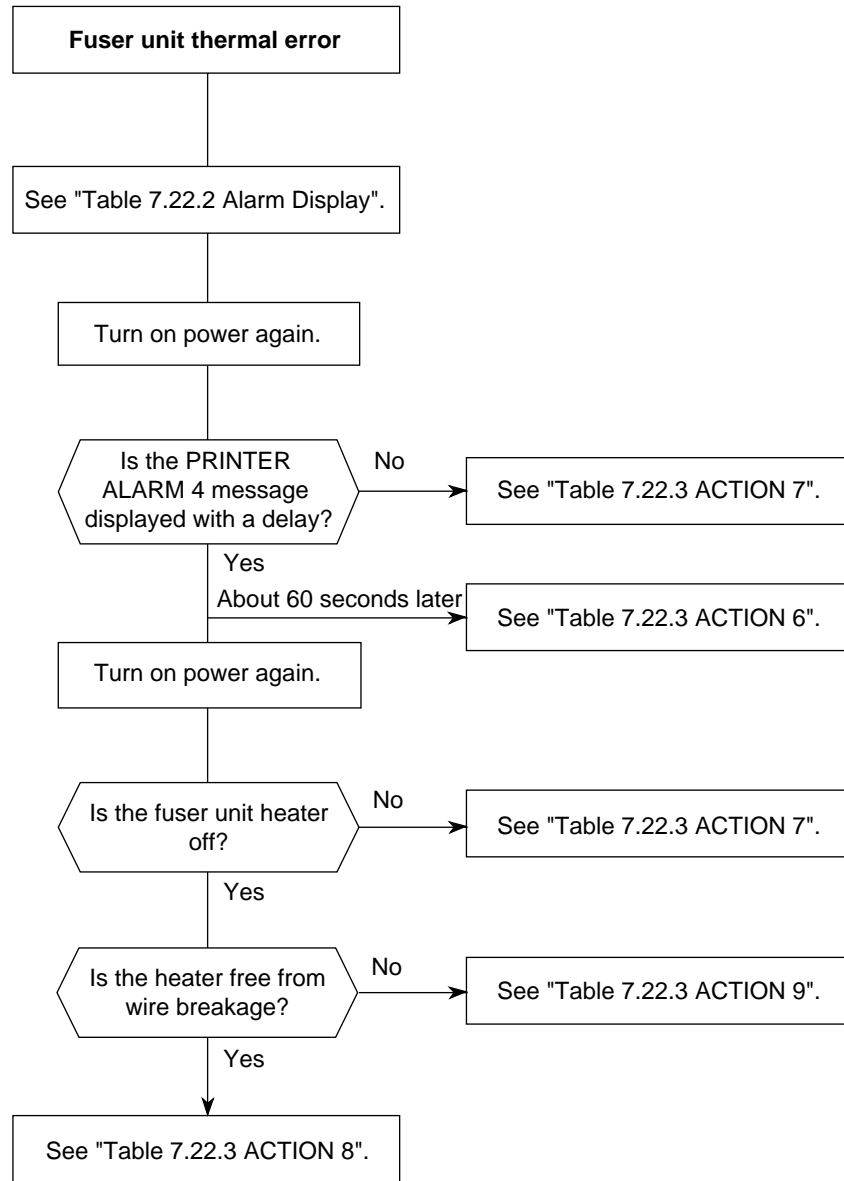 Fuser unit thermal error
See "Table 7.22.2 Alarm Display".
Turn on power again.
Is the PRINTER
ALARM 4 message
displayed with a delay?
No
See "Table 7.22.3 ACTION 7".
Yes
About 60 seconds later
See "Table 7.22.3 ACTION 6".
Turn on power again.
Is the fuser unit heater
off?
No
See "Table 7.22.3 ACTION 7".
Yes
Is the heater free from
wire breakage?
No
See "Table 7.22.3 ACTION 9".
Yes
See "Table 7.22.3 ACTION 8".